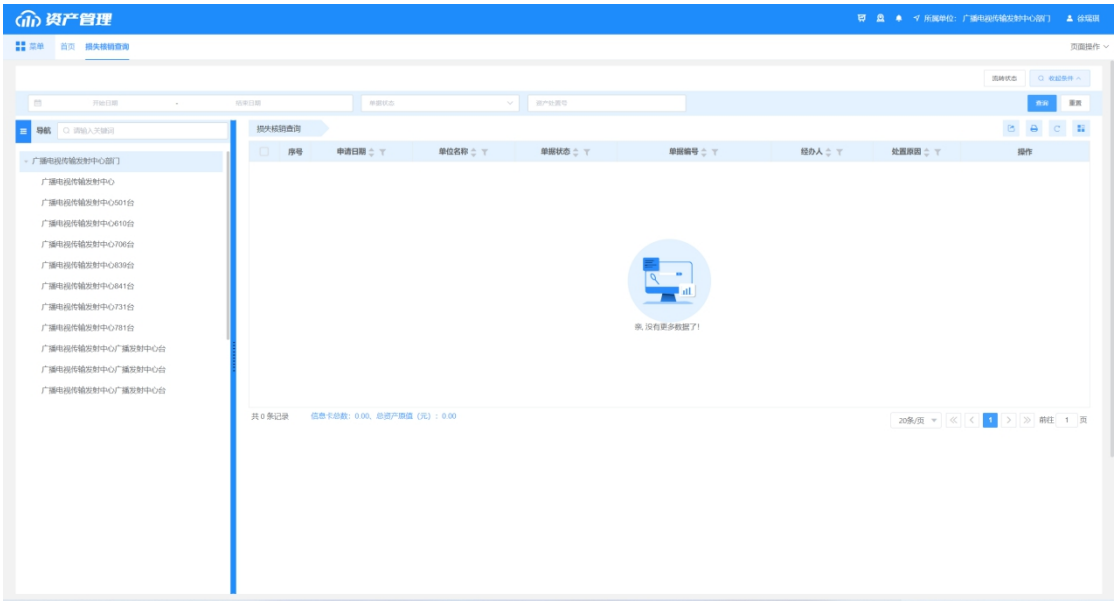 资产管理
所属单位：广播电视传输发射中心部门 徐瑞琪
菜单 首页 损失核销查询 页面操作
流转状态 收起条件
开始日期 - 结束日期 单据状态 资产处置号 查询 重置
导航 请输入关键词
损失核销查询
序号 申请日期 单位名称 单据状态 单据编号 经办人 处置原因 操作
广播电视传输发射中心部门
广播电视传输发射中心
广播电视传输发射中心501台
广播电视传输发射中心610台
广播电视传输发射中心706台
广播电视传输发射中心839台
广播电视传输发射中心841台
广播电视传输发射中心731台
广播电视传输发射中心781台
广播电视传输发射中心广播发射中心台
广播电视传输发射中心广播发射中心台
广播电视传输发射中心广播发射中心台
亲, 没有更多数据了!
共 0 条记录 信息卡总数：0.00, 总资产原值（元）：0.00
20条/页 1 前往 1 页